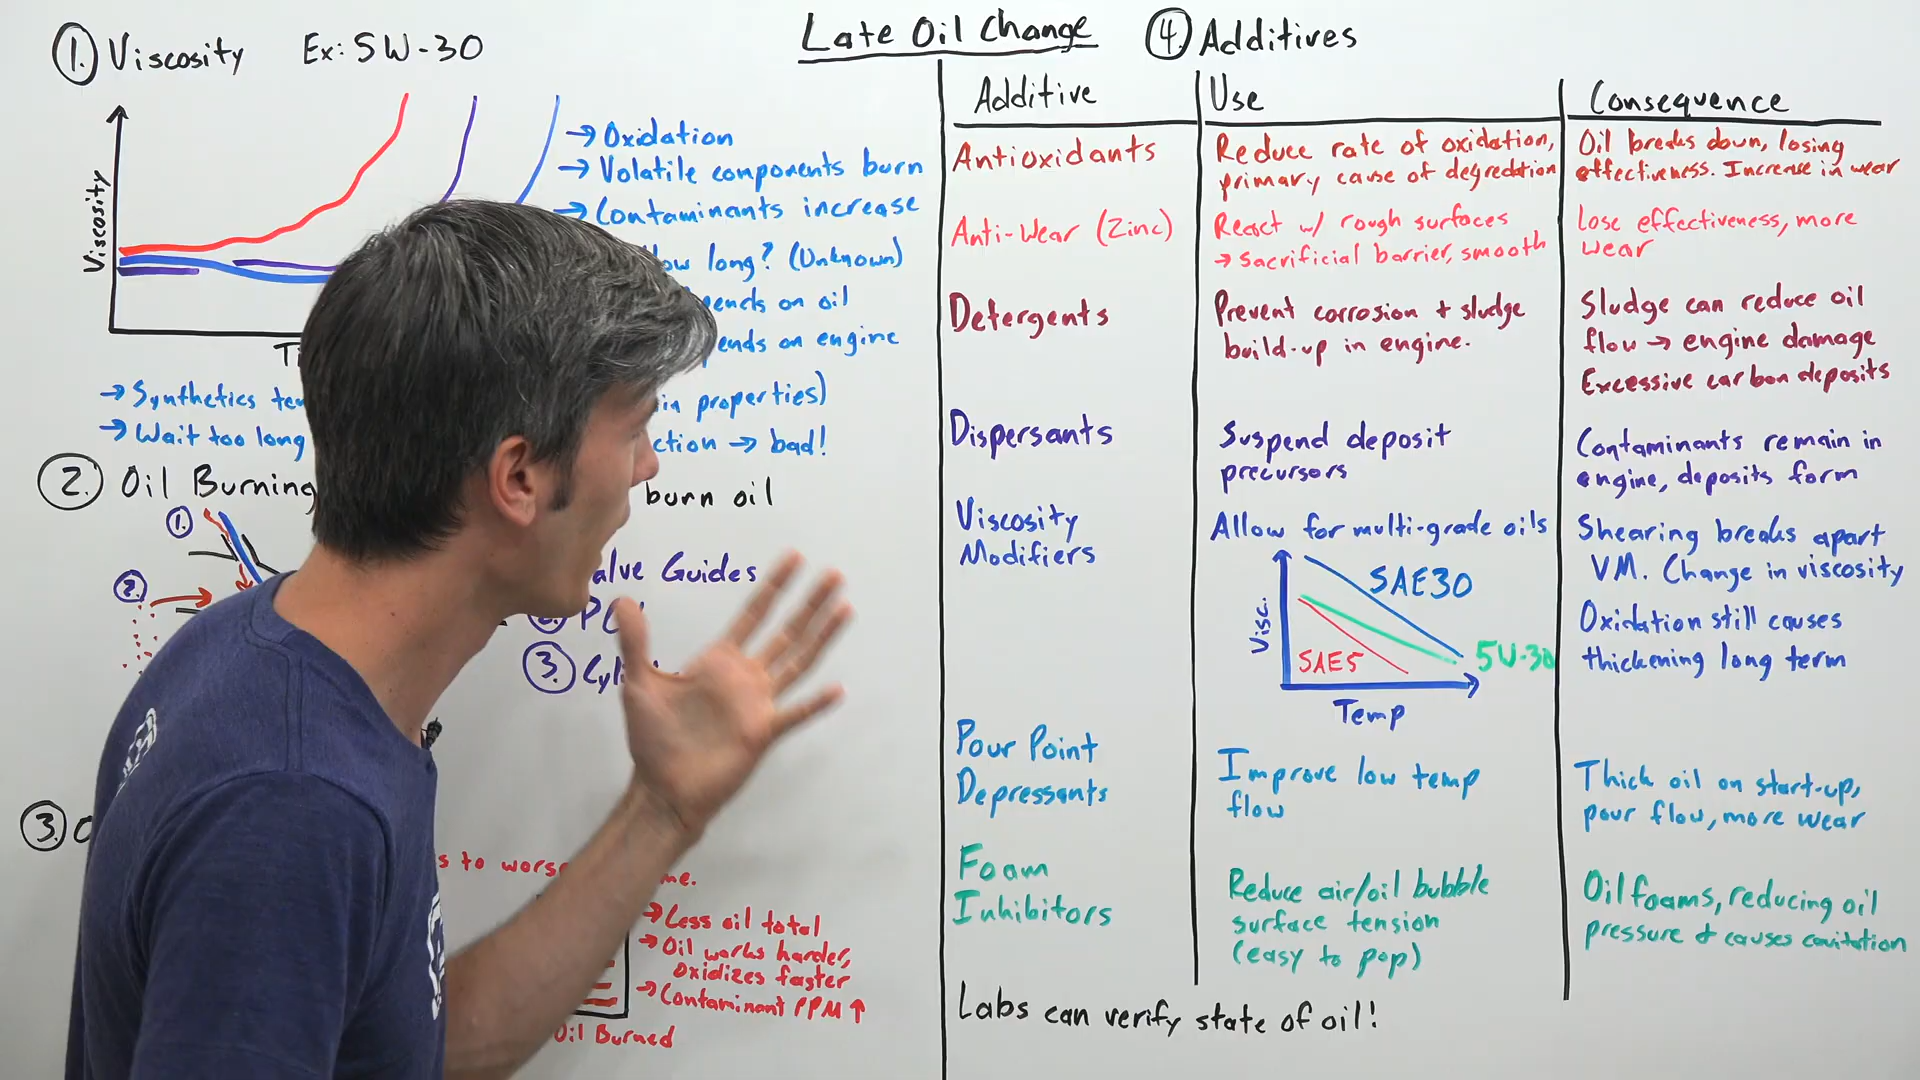 Late Oil Change
1. Viscosity Ex: 5W-30
Viscosity
→ Oxidation
→ Volatile components burn
→ Contaminants increase
long? (Unknown)
on oil
on engine
→ Synthetics
properties)
→ Wait too long
→ bad!
2. Oil Burning
burn oil
1.
2.
Guides
3.
3.
to
→ Less oil total
→ Oil works harder,
oxidizes faster
→ Contaminant PPM ↑
Oil Burned
4. Additives
Additive Use Consequence
Antioxidants
Reduce rate of oxidation,
primary cause of degredation
Oil breaks down, losing
effectiveness. Increase in wear
Anti-Wear (Zinc)
React w/ rough surfaces
→ sacrificial barrier, smooth
Lose effectiveness, more
wear
Detergents
Prevent corrosion + sludge
build-up in engine.
Sludge can reduce oil
flow → engine damage
Excessive carbon deposits
Dispersants
Suspend deposit
precursors
Contaminants remain in
engine, deposits form
Viscosity
Modifiers
Allow for multi-grade oils
Visc.
SAE30
SAE5
5W-30
Temp
Shearing breaks apart
VM. Change in viscosity
Oxidation still causes
thickening long term
Pour Point
Depressants
Improve low temp
flow
Thick oil on start-up,
pour flow, more wear
Foam
Inhibitors
Reduce air/oil bubble
surface tension
(easy to pop)
Oil foams, reducing oil
pressure & causes cavitation
Labs can verify state of oil!